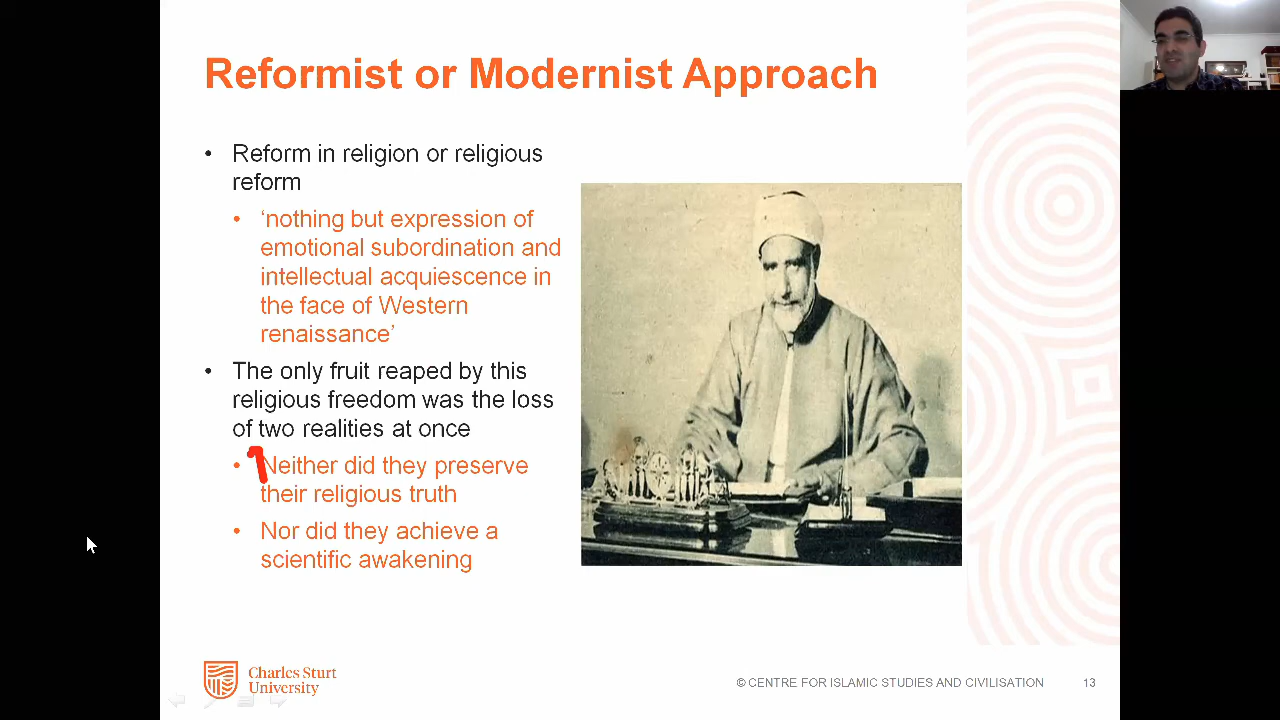 Reformist or Modernist Approach
• Reform in religion or religious
reform
• ‘nothing but expression of
emotional subordination and
intellectual acquiescence in
the face of Western
renaissance’
• The only fruit reaped by this
religious freedom was the loss
of two realities at once
• Neither did they preserve
their religious truth
• Nor did they achieve a
scientific awakening
Charles Sturt
University
© CENTRE FOR ISLAMIC STUDIES AND CIVILISATION
13